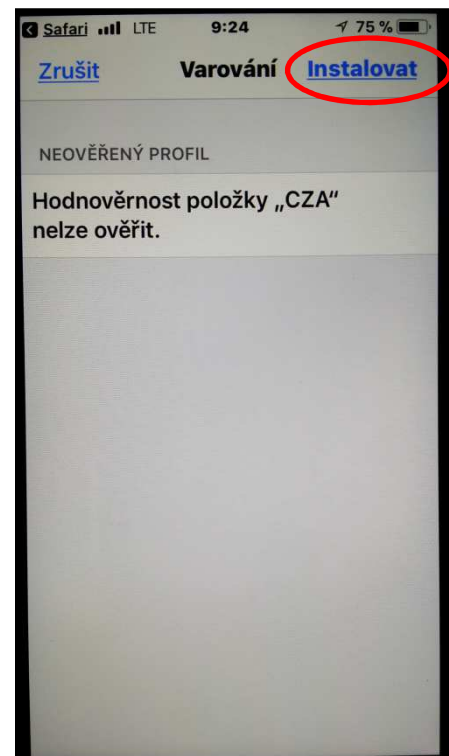 Safari LTE 9:24 75 %
Zrušit Varování Instalovat
NEOVĚŘENÝ PROFIL
Hodnověrnost položky „CZA“
nelze ověřit.